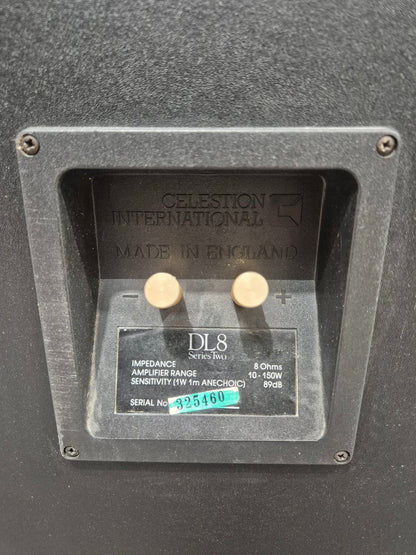 CELESTION
INTERNATIONAL
MADE IN ENGLAND
- +
DL8
Series Two
IMPEDANCE 8 Ohms
AMPLIFIER RANGE 10 - 150W
SENSITIVITY (1W 1m ANECHOIC) 89dB
SERIAL No. 325460